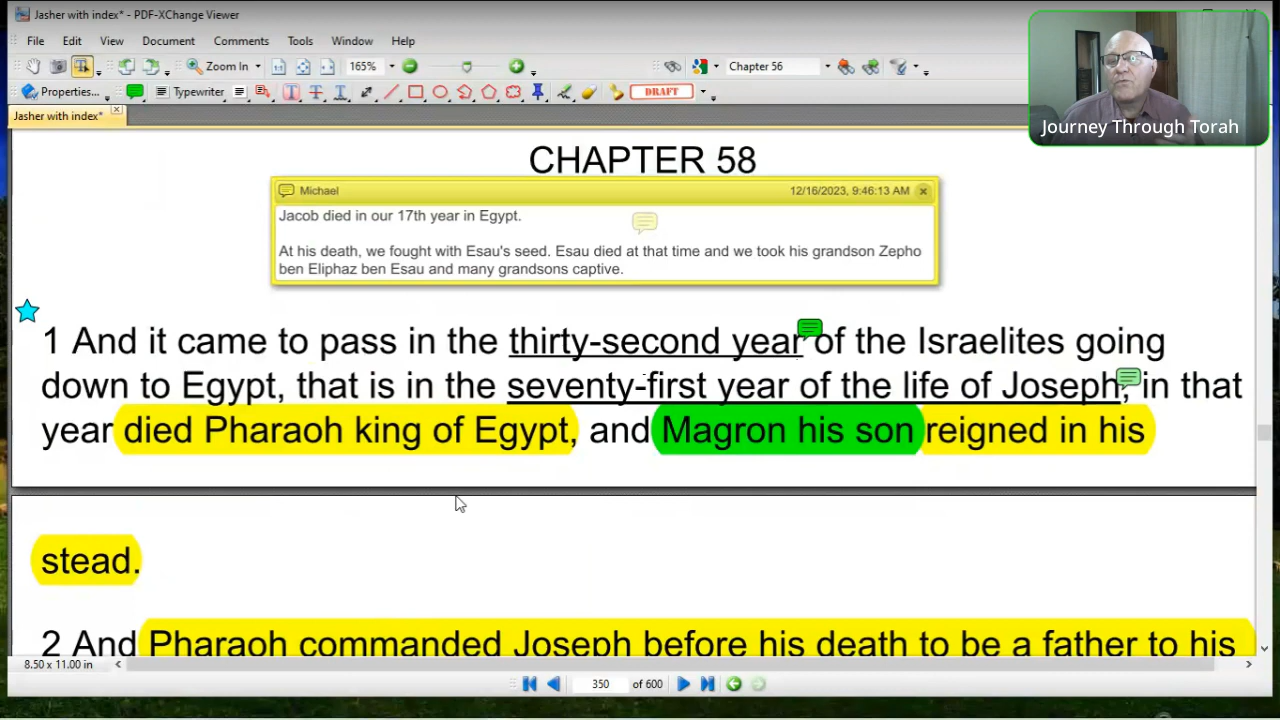 Jasher with index* - PDF-XChange Viewer
File Edit View Document Comments Tools Window Help
Zoom In 165% Chapter 56
Properties... Typewriter DRAFT
Jasher with index*
Journey Through Torah
CHAPTER 58
Michael 12/16/2023, 9:46:13 AM
Jacob died in our 17th year in Egypt.
At his death, we fought with Esau's seed. Esau died at that time and we took his grandson Zepho
ben Eliphaz ben Esau and many grandsons captive.
1 And it came to pass in the thirty-second year of the Israelites going
down to Egypt, that is in the seventy-first year of the life of Joseph, in that
year died Pharaoh king of Egypt, and Magron his son reigned in his
stead.
2 And Pharaoh commanded Joseph before his death to be a father to his
8.50 x 11.00 in
350 of 600